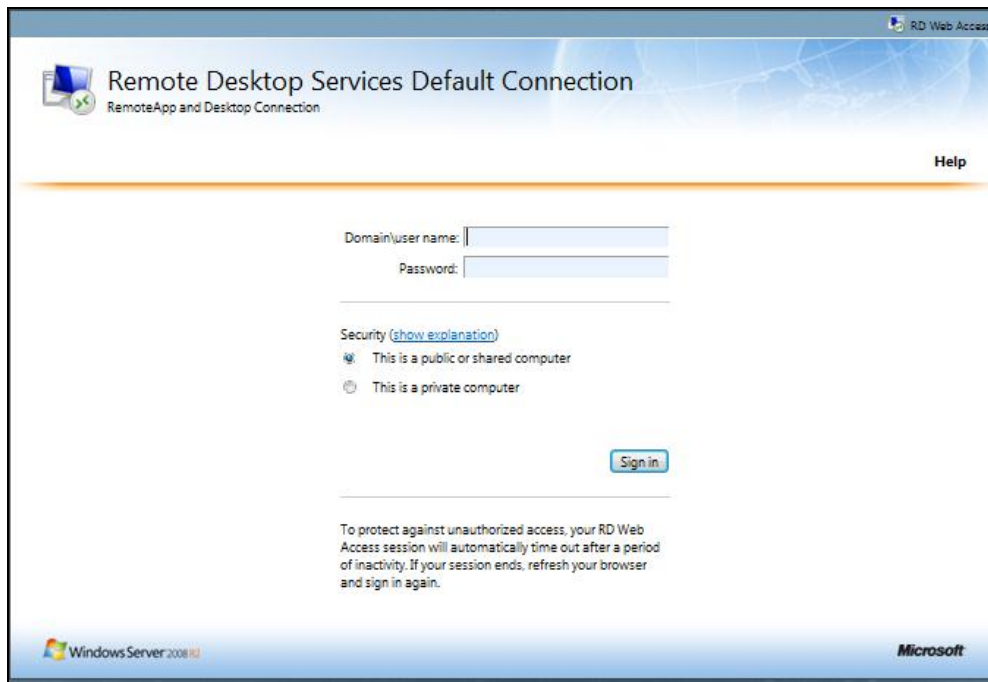 RD Web Access
Remote Desktop Services Default Connection
RemoteApp and Desktop Connection
Help
Domain\user name:
Password:
Security (show explanation)
This is a public or shared computer
This is a private computer
Sign in
To protect against unauthorized access, your RD Web
Access session will automatically time out after a period
of inactivity. If your session ends, refresh your browser
and sign in again.
Windows Server 2008 R2
Microsoft